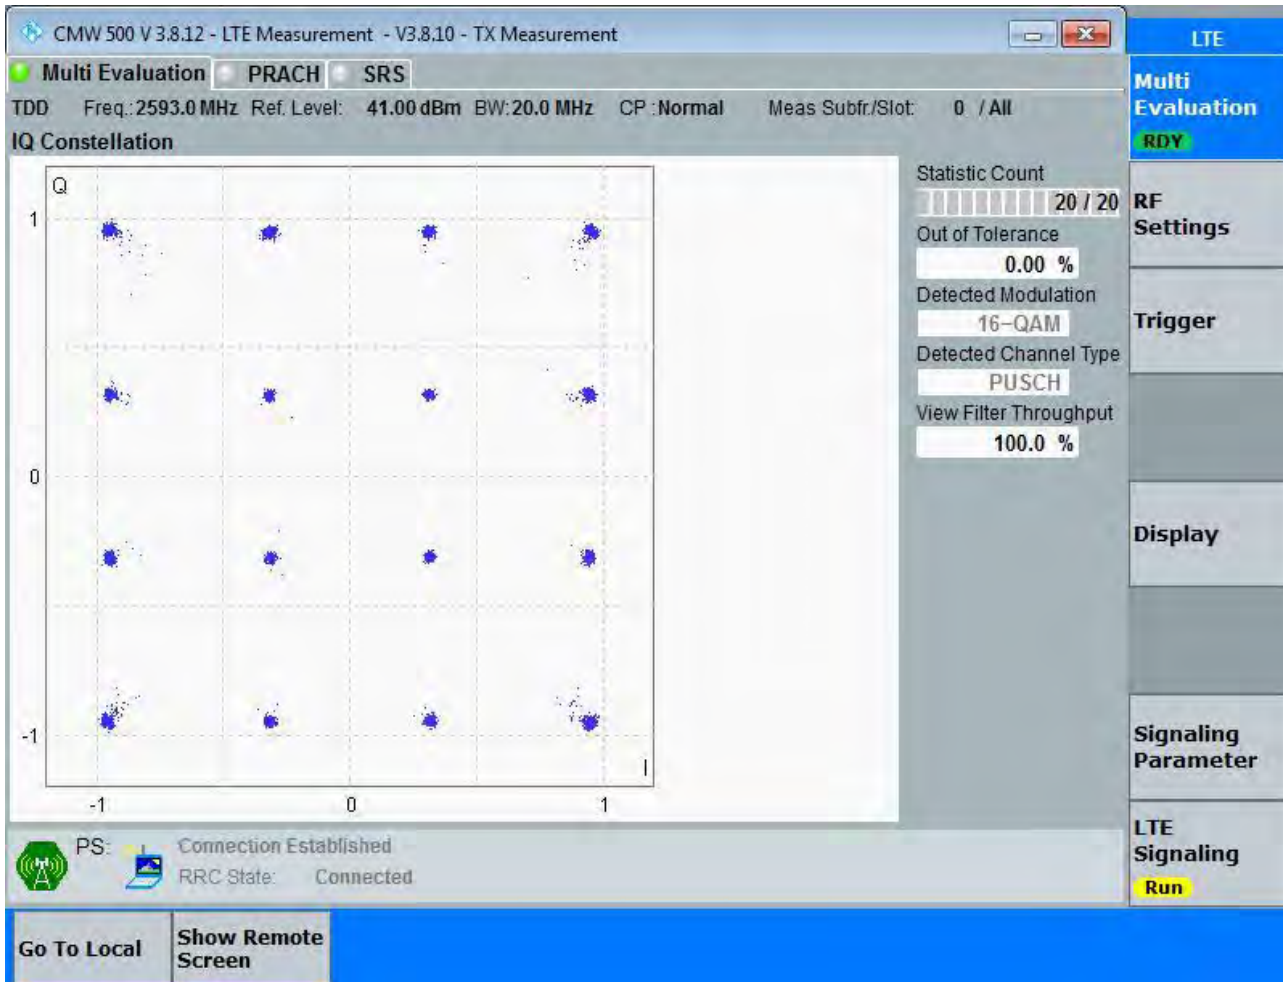 CMW 500 V 3.8.12 - LTE Measurement - V3.8.10 - TX Measurement
LTE
Multi Evaluation PRACH SRS
TDD Freq.: 2593.0 MHz Ref. Level: 41.00 dBm BW: 20.0 MHz CP : Normal Meas Subfr./Slot: 0 / All
IQ Constellation
Q
1
0
-1
-1 0 1
I
Statistic Count
20 / 20
Out of Tolerance
0.00 %
Detected Modulation
16-QAM
Detected Channel Type
PUSCH
View Filter Throughput
100.0 %
Multi
Evaluation
RDY
RF
Settings
Trigger
Display
Signaling
Parameter
LTE
Signaling
Run
PS: Connection Established
RRC State: Connected
Go To Local
Show Remote
Screen